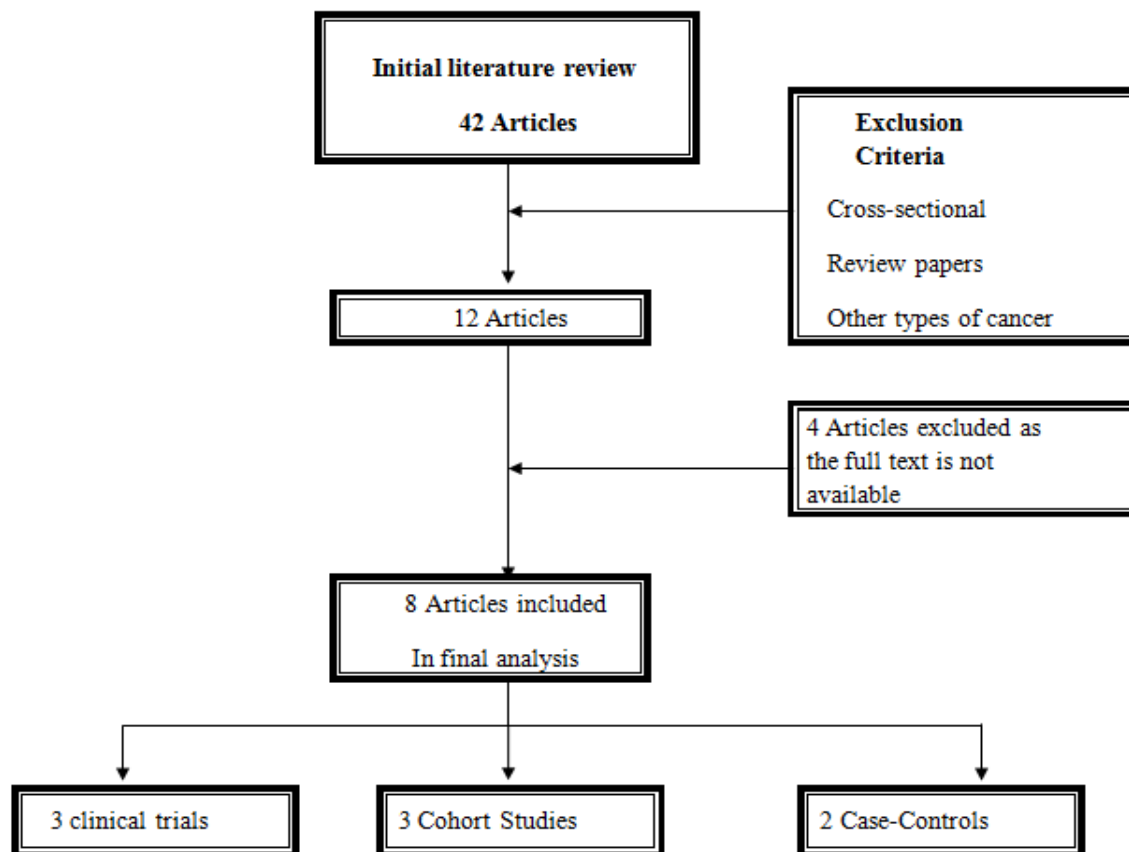 Initial literature review
42 Articles
Exclusion
Criteria
Cross-sectional
Review papers
Other types of cancer
12 Articles
4 Articles excluded as
the full text is not
available
8 Articles included
In final analysis
3 clinical trials
3 Cohort Studies
2 Case-Controls